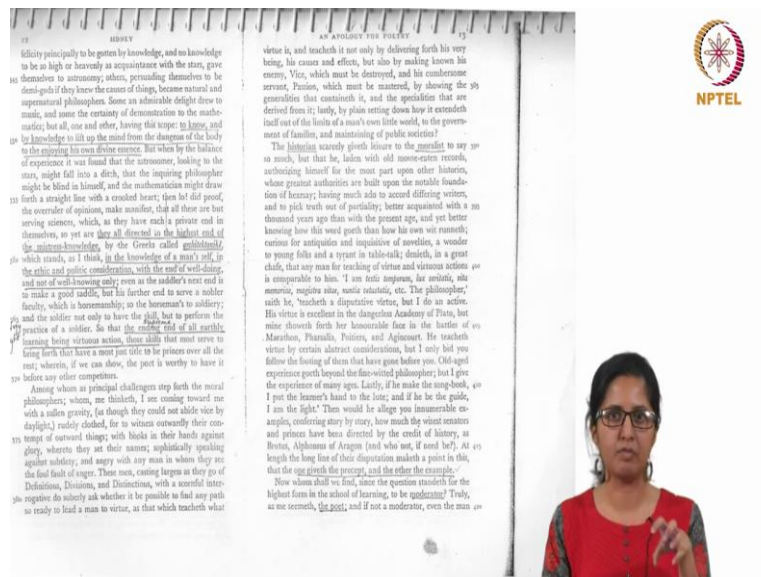 12 SIDNEY
felicity principally to be gotten by knowledge, and no knowledge
to be so high or heavenly as acquaintance with the stars, gave
345 themselves to astronomy; others, persuading themselves to be
demi-gods if they knew the causes of things, became natural and
supernatural philosophers. Some an admirable delight drew to
music, and some the certainty of demonstration to the mathe-
matics; but all, one and other, having this scope: to know, and
350 by knowledge to lift up the mind from the dungeon of the body
to the enjoying his own divine essence. But when by the balance
of experience it was found that the astronomer, looking to the
stars, might fall into a ditch, that the inquiring philosopher
might be blind in himself, and the mathematician might draw
355 forth a straight line with a crooked heart; then lo! did proof,
the overruler of opinions, make manifest, that all these are but
serving sciences, which, as they have each a private end in
themselves, so yet are they all directed to the highest end of
the mistress-knowledge, by the Greeks called
360 which stands, as I think, in the knowledge of a man's self, in
the ethic and politic consideration, with the end of well-doing,
and not of well-knowing only; even as the saddler's next end is
to make a good saddle, but his further end to serve a nobler
faculty, which is horsemanship; so the horseman's to soldiery;
365 and the soldier not only to have the skill, but to perform the
practice of a soldier. So that the ending end of all earthly
learning being virtuous action, those skills that most serve to
bring forth that have a most just title to be princes over all the
rest; wherein, if we can show, the poet is worthy to have it
370 before any other competitors.
Among whom as principal challengers step forth the moral
philosophers; whom, me thinketh, I see coming toward me
with a sullen gravity, (as though they could not abide vice by
daylight,) rudely clothed, for to witness outwardly their con-
375 tempt of outward things; with books in their hands against
glory, whereto they set their names; sophistically speaking
against subtlety; and angry with any man in whom they see
the foul fault of anger. These men, casting largess as they go of
Definitions, Divisions, and Distinctions, with a scornful inter-
380 rogative do soberly ask whether it be possible to find any path
so ready to lead a man to virtue, as that which teacheth what
AN APOLOGY FOR POETRY 13
virtue is, and teacheth it not only by delivering forth his very
being, his causes and effects, but also by making known his
enemy, Vice, which must be destroyed, and his cumbersome
servant, Passion, which must be mastered, by showing the 385
generalities that containeth it, and the specialities that are
derived from it; lastly, by plain setting down how it extendeth
itself out of the limits of a man's own little world, to the govern-
ment of families, and maintaining of public societies?
The historian scarcely giveth leisure to the moralist to say 390
so much, but that he, laden with old mouse-eaten records,
authorizing himself for the most part upon other histories,
whose greatest authorities are built upon the notable founda-
tion of hearsay; having much ado to accord differing writers,
and to pick truth out of partiality; better acquainted with a 395
thousand years ago than with the present age, and yet better
knowing how this world goeth than how his own wit runneth;
curious for antiquities and inquisitive of novelties, a wonder
to young folks and a tyrant in table-talk; denieth, in a great
chafe, that any man for teaching of virtue and virtuous actions 400
is comparable to him. 'I am testis temporum, lux veritatis, vita
memoriae, magistra vitae, nuntia vetustatis, etc. The philosopher,'
saith he, 'teacheth a disputative virtue, but I do an active.
His virtue is excellent in the dangerless Academy of Plato, but
mine showeth forth her honourable face in the battles of 405
Marathon, Pharsalia, Poitiers, and Agincourt. He teacheth
virtue by certain abstract considerations, but I only bid you
follow the footing of them that have gone before you. Old-aged
experience goeth beyond the fine-witted philosopher; but I give
the experience of many ages. Lastly, if he make the song-book, 410
I put the learner's hand to the lute; and if he be the guide,
I am the light.' Then would he allege you innumerable ex-
amples, conferring story by story, how much the wisest senators
and princes have been directed by the credit of history, as
Brutus, Alphonsus of Aragon (and who not, if need be?). At 415
length the long line of their disputation maketh a point in this,
that the one giveth the precept, and the other the example.
Now whom shall we find, since the question standeth for the
highest form in the school of learning, to be moderator? Truly,
as me seemeth, the poet; and if not a moderator, even the man 420
NPTEL